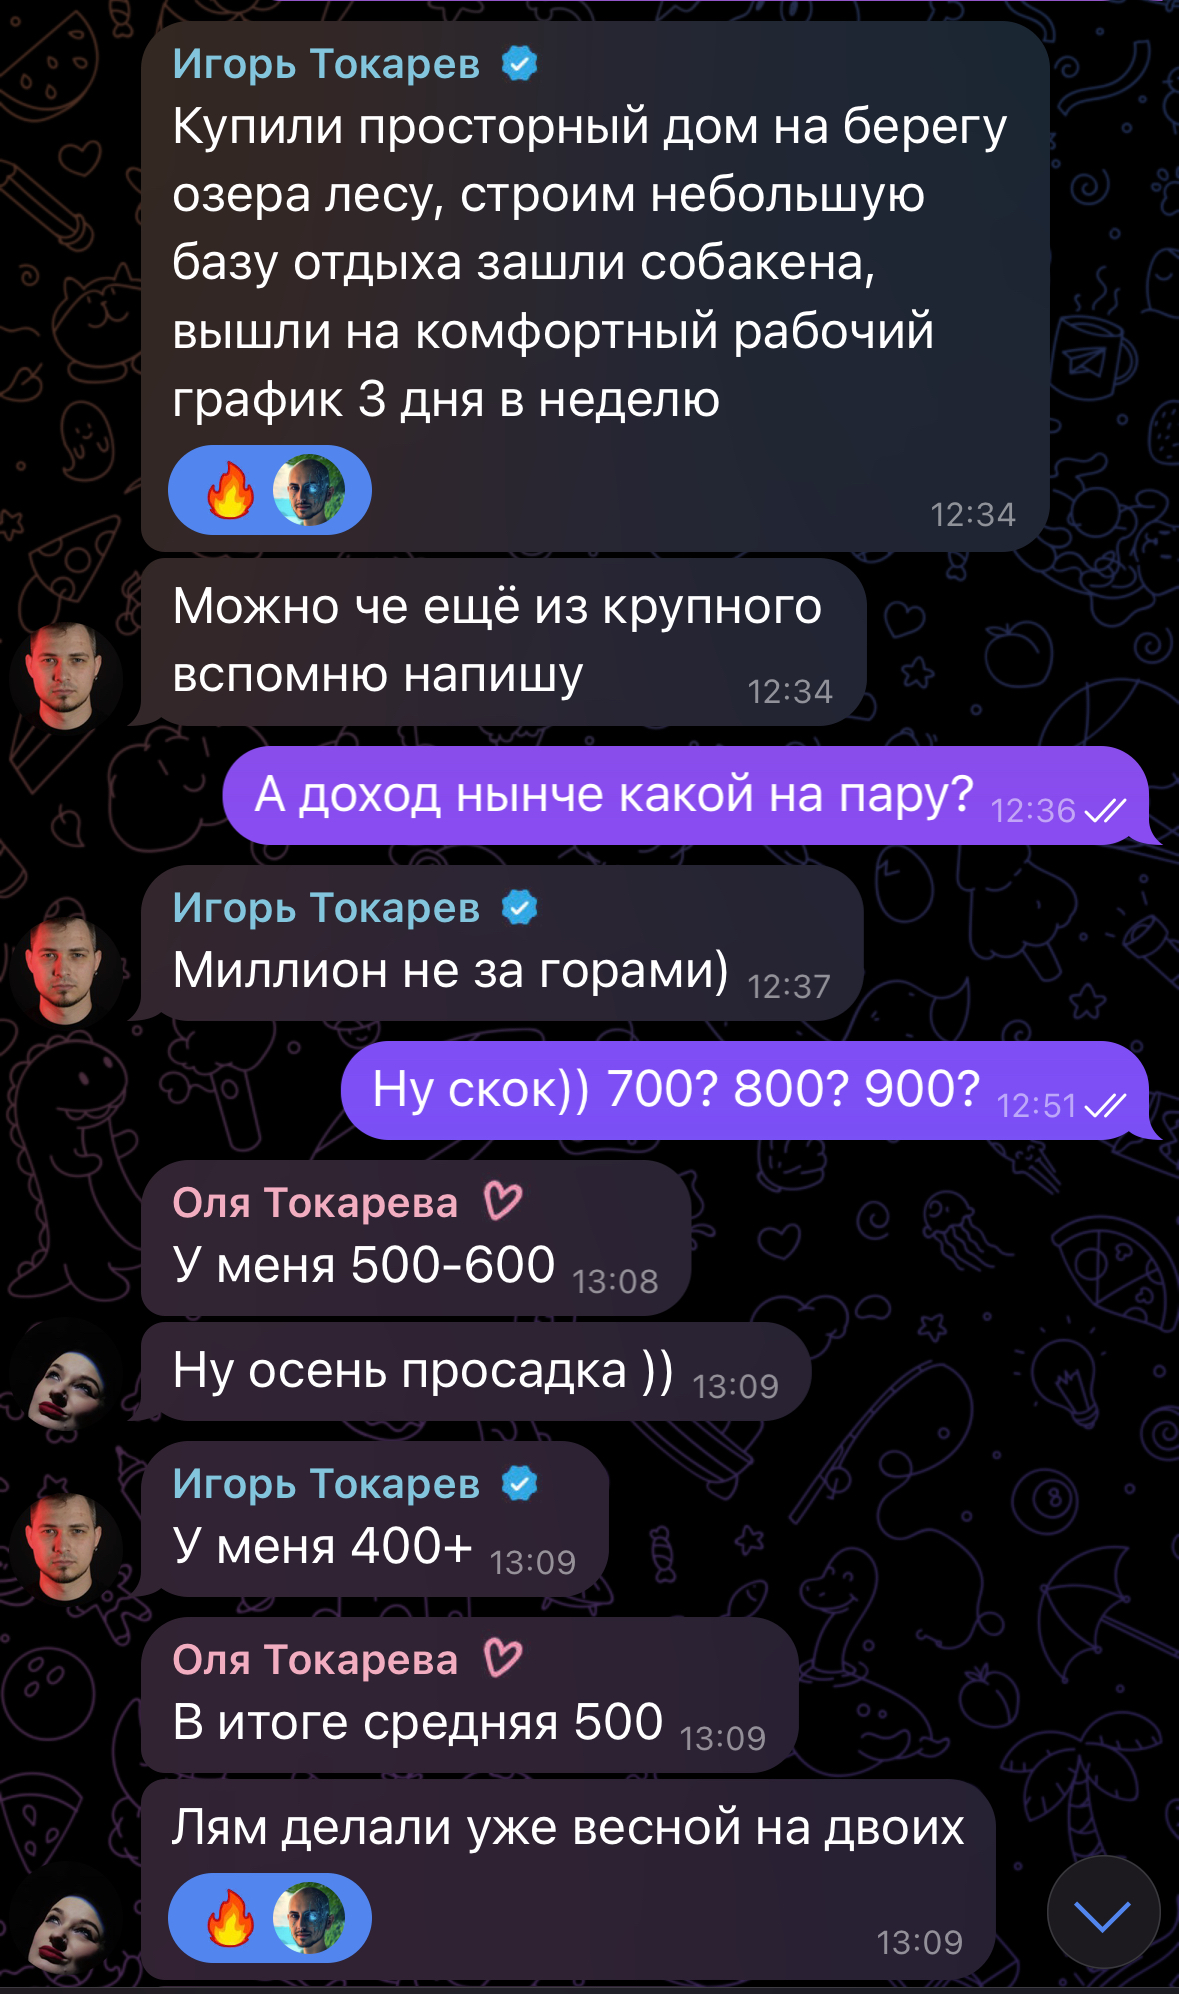 Игорь Токарев
Купили просторный дом на берегу
озера лесу, строим небольшую
базу отдыха зашли собакена,
вышли на комфортный рабочий
график 3 дня в неделю
12:34
Можно че ещё из крупного
вспомню напишу
12:34
А доход нынче какой на пару?
12:36
Игорь Токарев
Миллион не за горами)
12:37
Ну скок)) 700? 800? 900?
12:51
Оля Токарева
У меня 500-600
13:08
Ну осень просадка ))
13:09
Игорь Токарев
У меня 400+
13:09
Оля Токарева
В итоге средняя 500
13:09
Лям делали уже весной на двоих
13:09